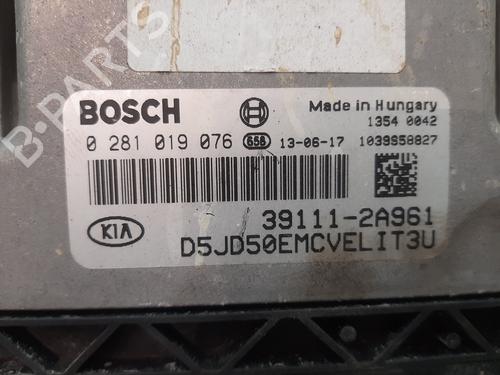 B-PARTS
BOSCH
Made in Hungary
1354 0042
0 281 019 076 658 13-06-17 1039S58827
39111-2A961
KIA
D5JD50EMCVELIT3U